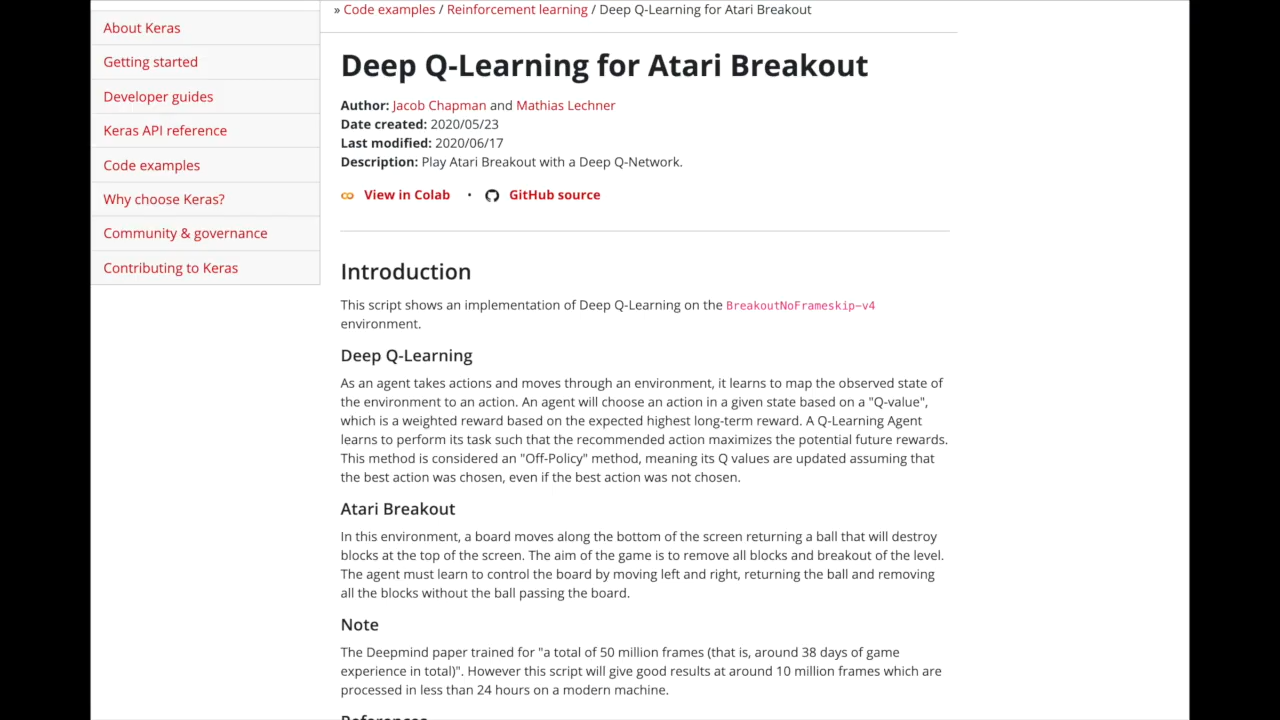 About Keras
Getting started
Developer guides
Keras API reference
Code examples
Why choose Keras?
Community & governance
Contributing to Keras
» Code examples / Reinforcement learning / Deep Q-Learning for Atari Breakout
Deep Q-Learning for Atari Breakout
Author: Jacob Chapman and Mathias Lechner
Date created: 2020/05/23
Last modified: 2020/06/17
Description: Play Atari Breakout with a Deep Q-Network.
View in Colab • GitHub source
Introduction
This script shows an implementation of Deep Q-Learning on the BreakoutNoFrameskip-v4
environment.
Deep Q-Learning
As an agent takes actions and moves through an environment, it learns to map the observed state of
the environment to an action. An agent will choose an action in a given state based on a "Q-value",
which is a weighted reward based on the expected highest long-term reward. A Q-Learning Agent
learns to perform its task such that the recommended action maximizes the potential future rewards.
This method is considered an "Off-Policy" method, meaning its Q values are updated assuming that
the best action was chosen, even if the best action was not chosen.
Atari Breakout
In this environment, a board moves along the bottom of the screen returning a ball that will destroy
blocks at the top of the screen. The aim of the game is to remove all blocks and breakout of the level.
The agent must learn to control the board by moving left and right, returning the ball and removing
all the blocks without the ball passing the board.
Note
The Deepmind paper trained for "a total of 50 million frames (that is, around 38 days of game
experience in total)". However this script will give good results at around 10 million frames which are
processed in less than 24 hours on a modern machine.
References